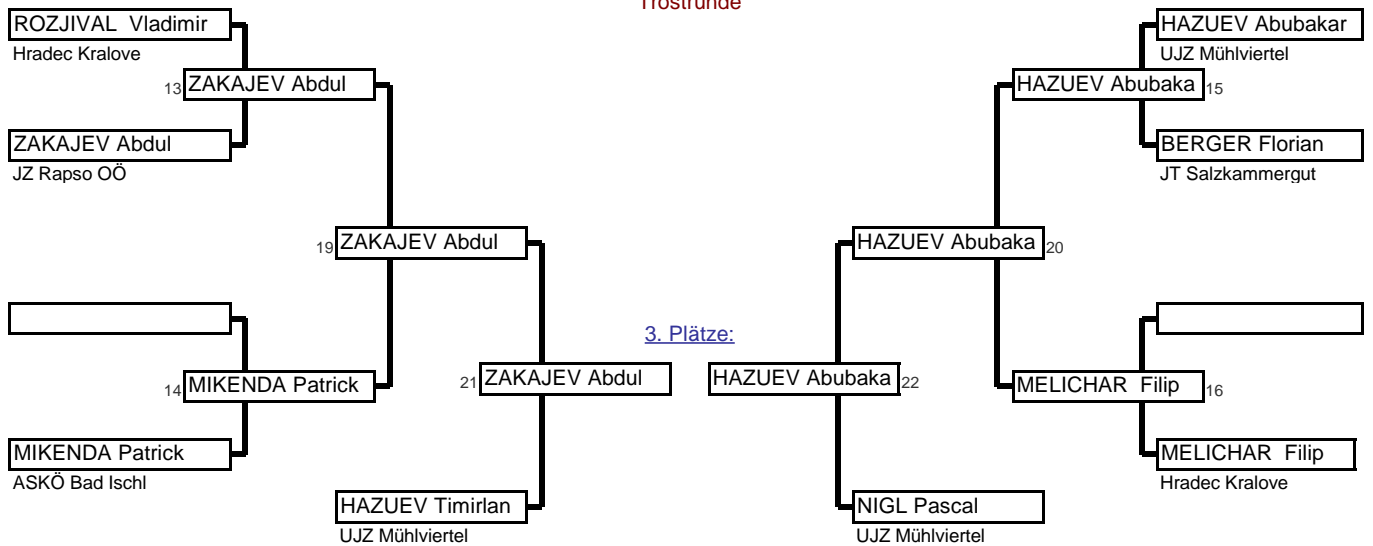 Trostrunde
ROZJIVAL Vladimir
Hradec Kralove
13 ZAKAJEV Abdul
ZAKAJEV Abdul
JZ Rapso OÖ
19 ZAKAJEV Abdul
14 MIKENDA Patrick
MIKENDA Patrick
ASKÖ Bad Ischl
21 ZAKAJEV Abdul
HAZUEV Timirlan
UJZ Mühlviertel
3. Plätze:
HAZUEV Abubakar
UJZ Mühlviertel
HAZUEV Abubaka 15
BERGER Florian
JT Salzkammergut
HAZUEV Abubaka 20
HAZUEV Abubaka 22
MELICHAR Filip 16
MELICHAR Filip
Hradec Kralove
NIGL Pascal
UJZ Mühlviertel